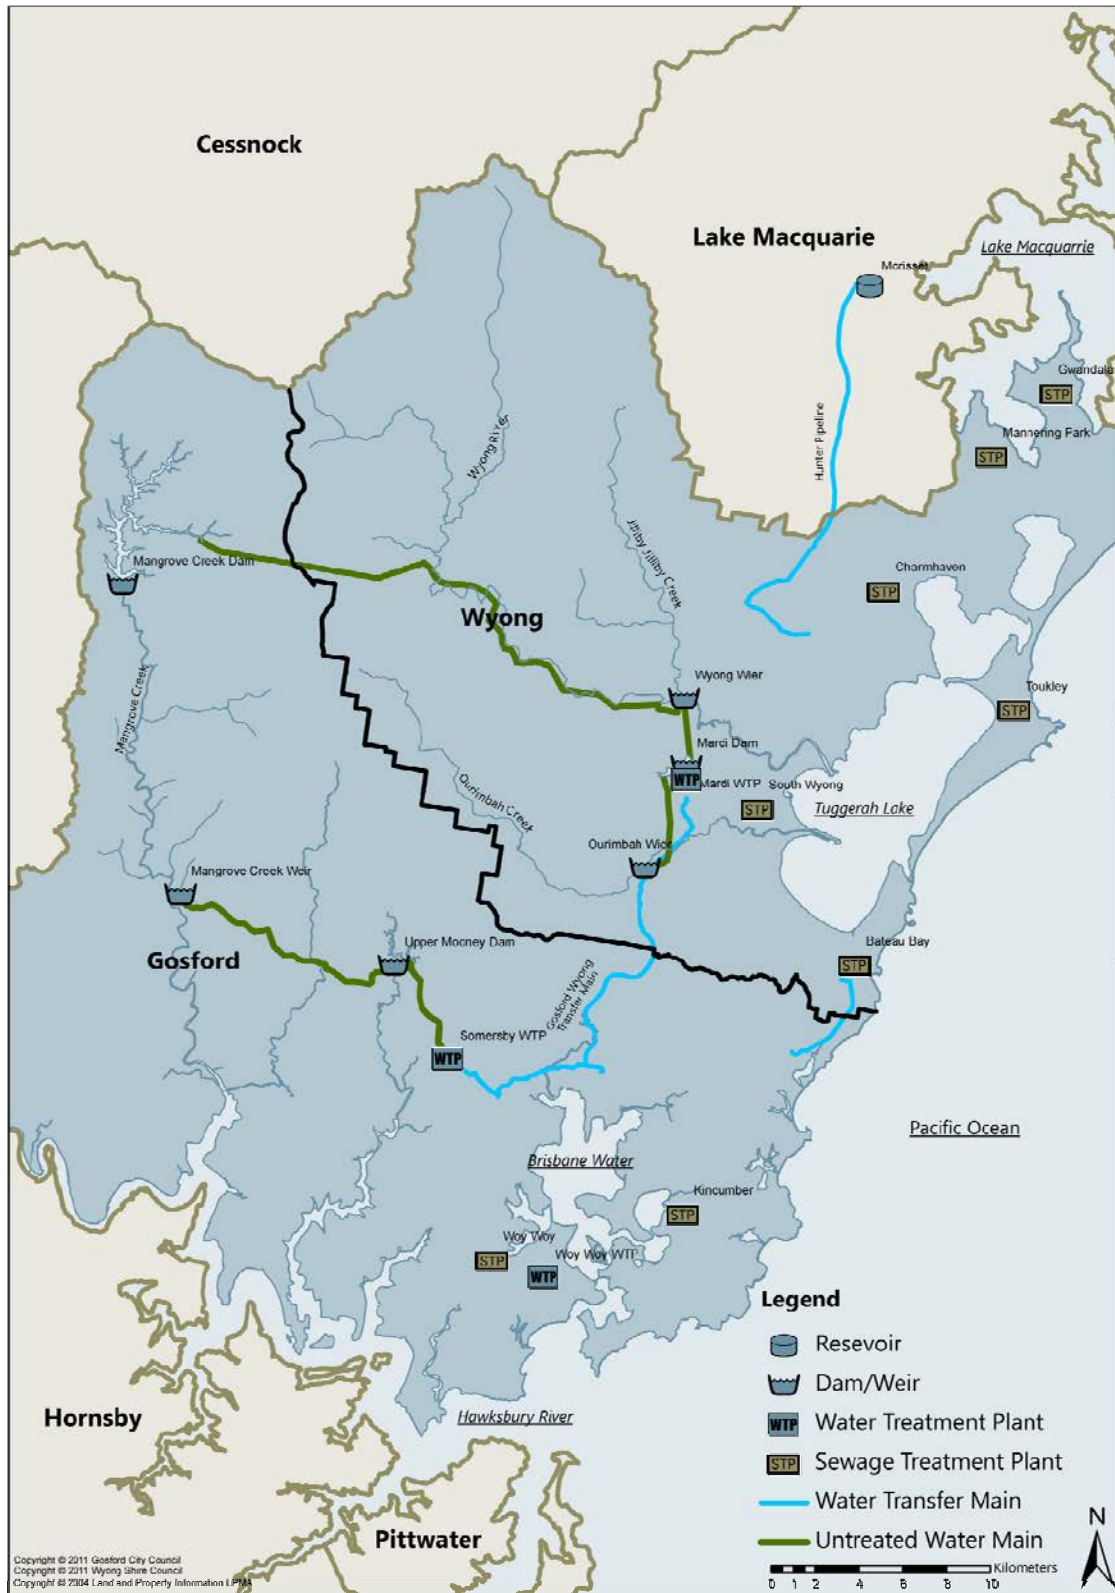 Cessnock
Lake Macquarie
Lake Macquarrie
Morisset
Gwandala
Mannering Park
Hunter Pipeline
Wyong River
Jilliby Jilliby Creek
Charmhaven
Mangrove Creek Dam
Wyong
Wyong Wier
Toukley
Mangrove Creek
Mardi Dam
Mardi WTP
South Wyong
Tuggerah Lake
Ourimbah Creek
Ourimbah Wier
Mangrove Creek Weir
Gosford
Upper Mooney Dam
Bateau Bay
Gosford Wyong
Transfer Main
Somersby WTP
Pacific Ocean
Brisbane Water
Kincumber
Woy Woy
Woy Woy WTP
STP
STP
STP
STP
WTP
STP
STP
WTP
STP
STP
WTP
Hornsby
Hawksbury River
Pittwater
Legend
Resevoir
Dam/Weir
WTP Water Treatment Plant
STP Sewage Treatment Plant
Water Transfer Main
Untreated Water Main
N
Kilometers
0 1 2 4 6 8 10
Copyright © 2011 Gosford City Council
Copyright © 2011 Wyong Shire Council
Copyright © 2004 Land and Property Information LPMA